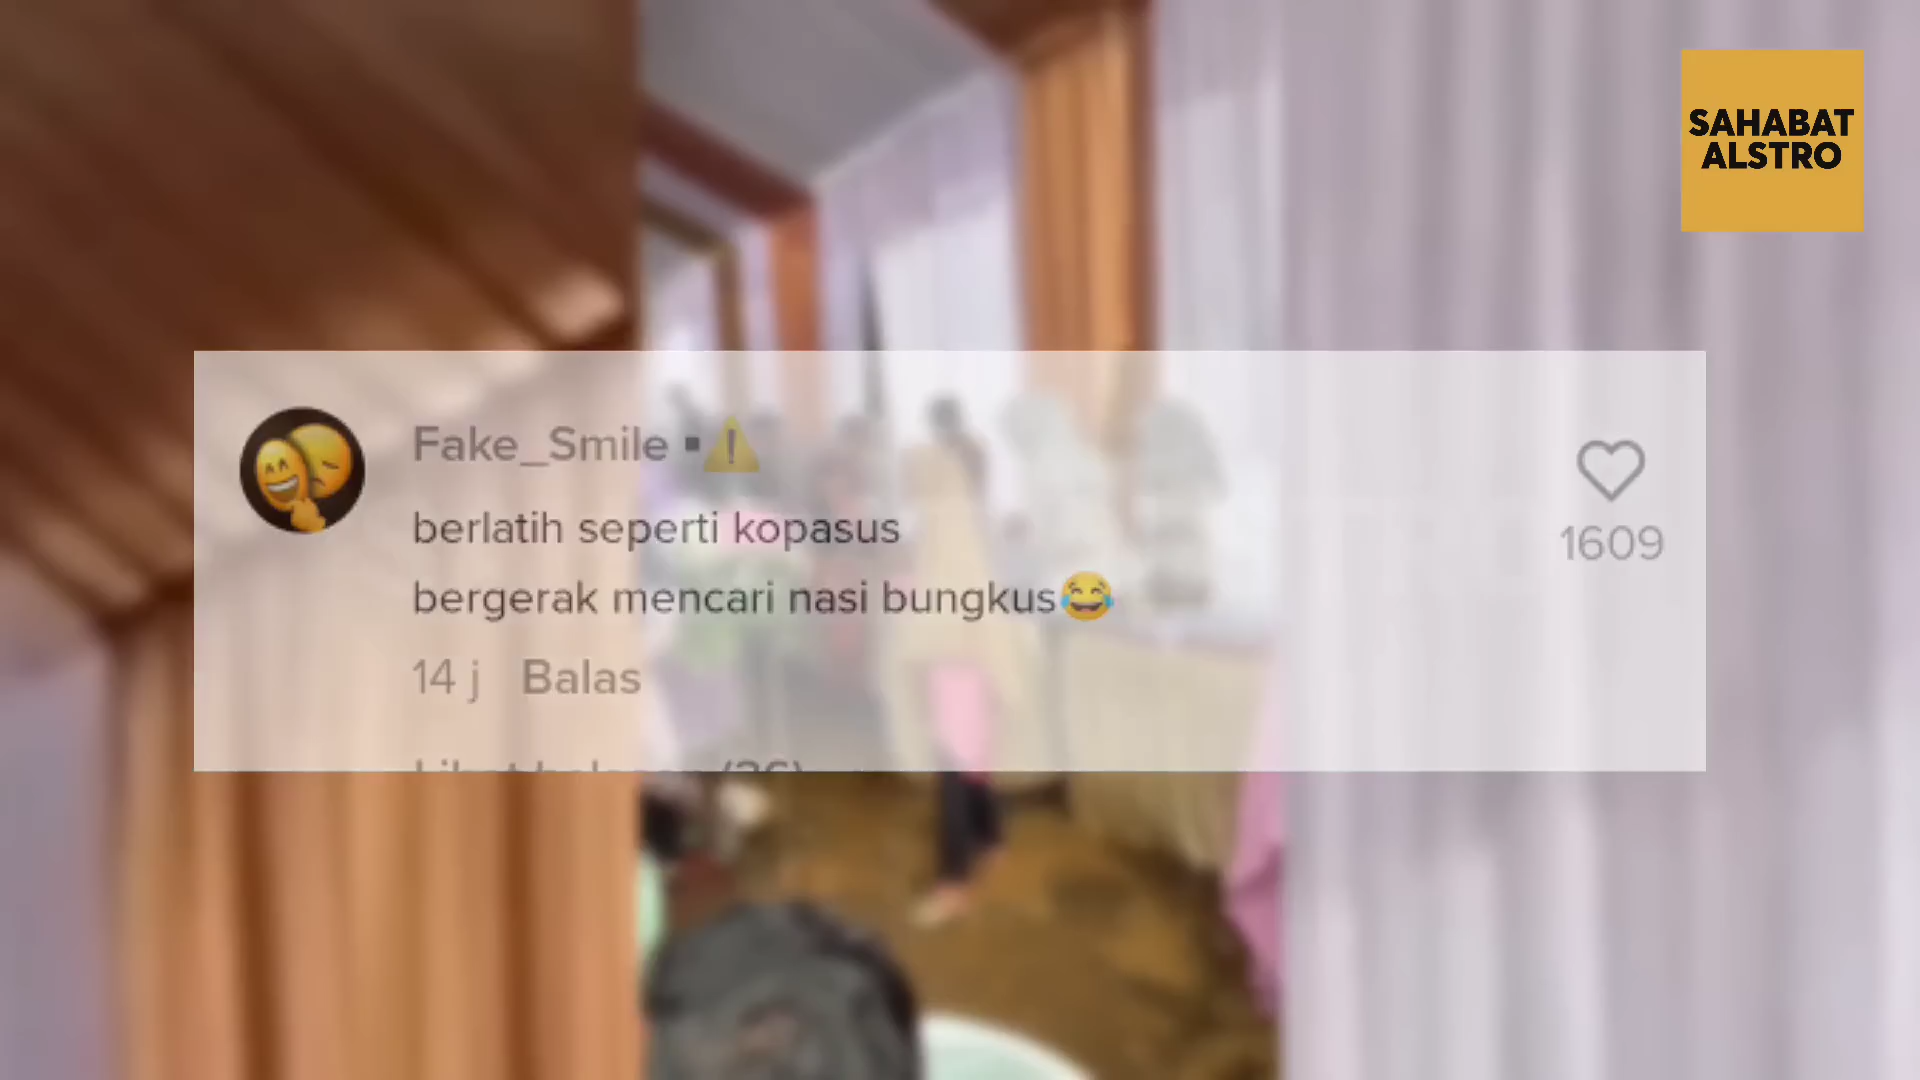 SAHABAT
ALSTRO
Fake_Smile ▪️⚠️
berlatih seperti kopasus
bergerak mencari nasi bungkus😂
1609
14 j Balas